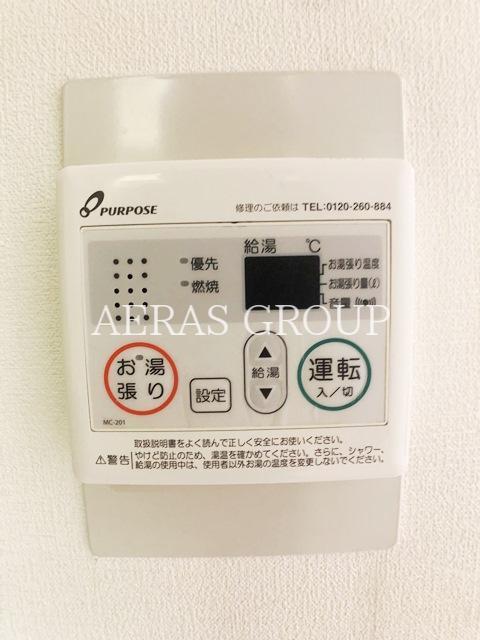 PURPOSE
修理のご依頼は TEL:0120-260-884
給湯 ℃
優先
燃焼
お湯張り温度
お湯張り量(ℓ)
音量
AERAS GROUP
お湯張り
設定
給湯
運転
入/切
MC-201
取扱説明書をよく読んで正しく安全にお使いください。
⚠警告 やけど防止のため、湯温を確かめてください。さらに、シャワー、
給湯の使用中は、使用者以外お湯の温度を変更しないでください。